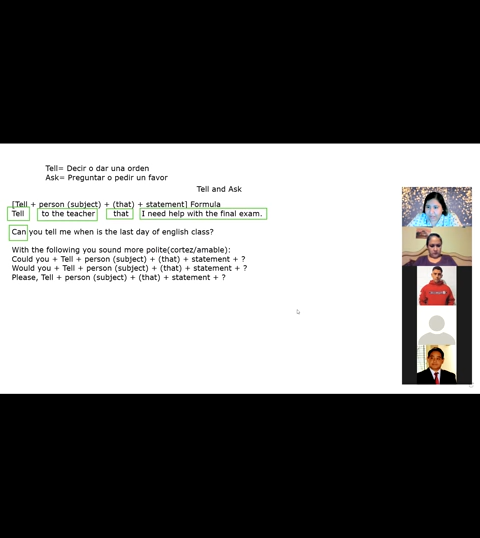 Tell= Decir o dar una orden
Ask= Preguntar o pedir un favor
Tell and Ask
[Tell + person (subject) + (that) + statement] Formula
Tell to the teacher that I need help with the final exam.
Can you tell me when is the last day of english class?
With the following you sound more polite(cortez/amable):
Could you + Tell + person (subject) + (that) + statement + ?
Would you + Tell + person (subject) + (that) + statement + ?
Please, Tell + person (subject) + (that) + statement + ?